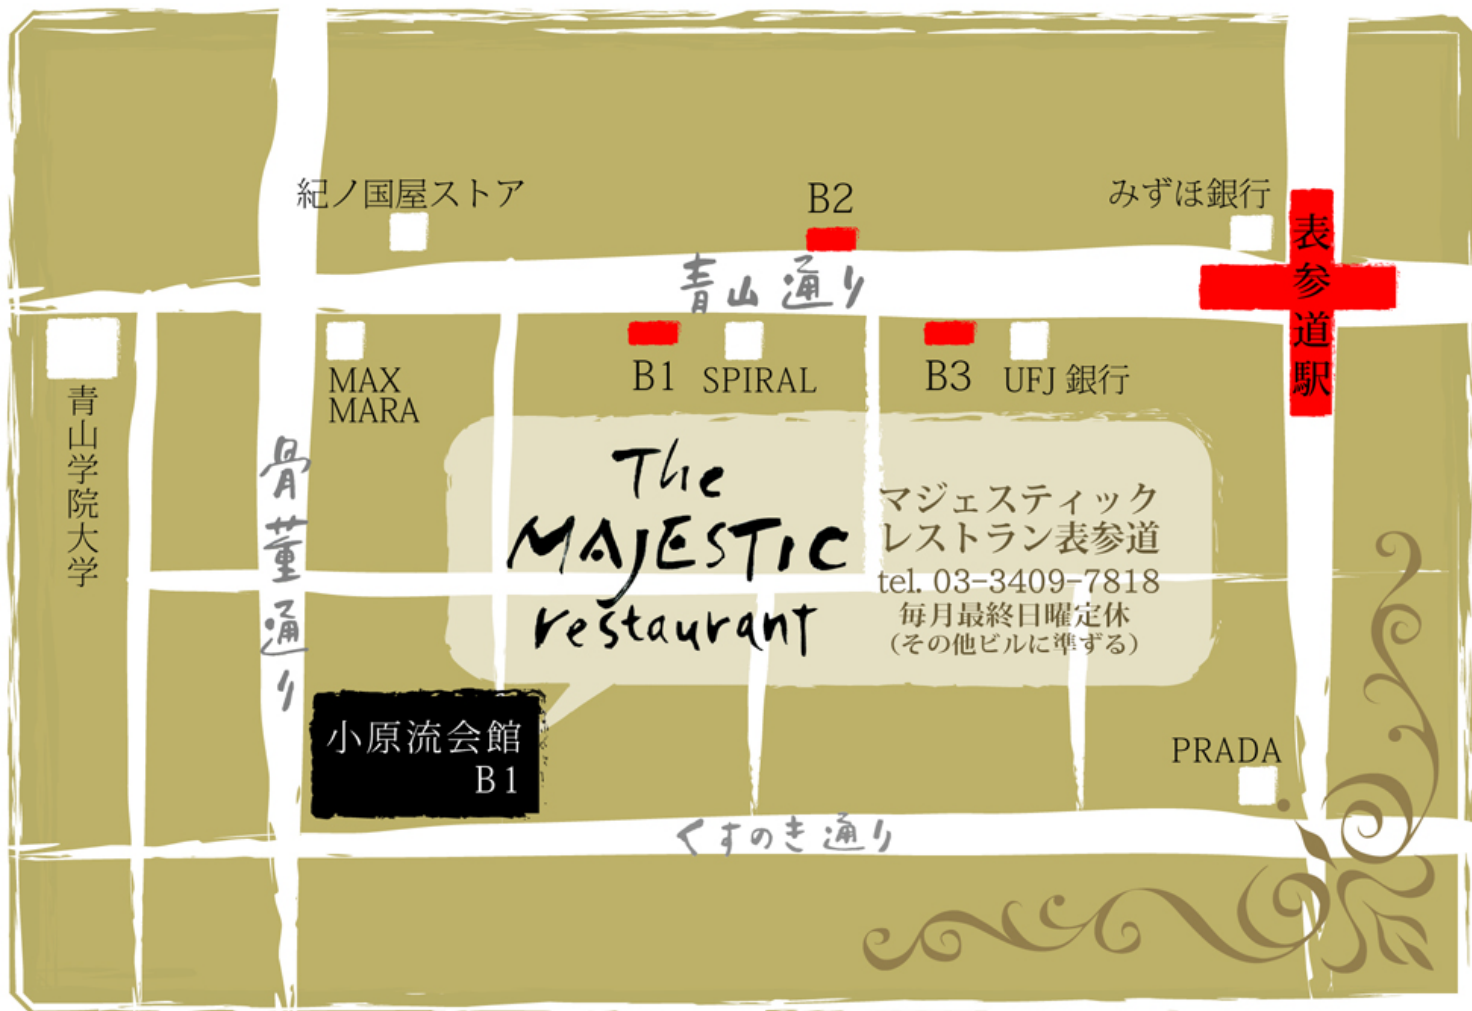 紀ノ国屋ストア
B2
みずほ銀行
表参道駅
青山通り
MAX
MARA
B1
SPIRAL
B3
UFJ 銀行
青山学院大学
骨董通り
The
MAJESTIC
restaurant
マジェスティック
レストラン表参道
tel. 03-3409-7818
毎月最終日曜定休
（その他ビルに準ずる）
小原流会館
B1
PRADA
くすのき通り